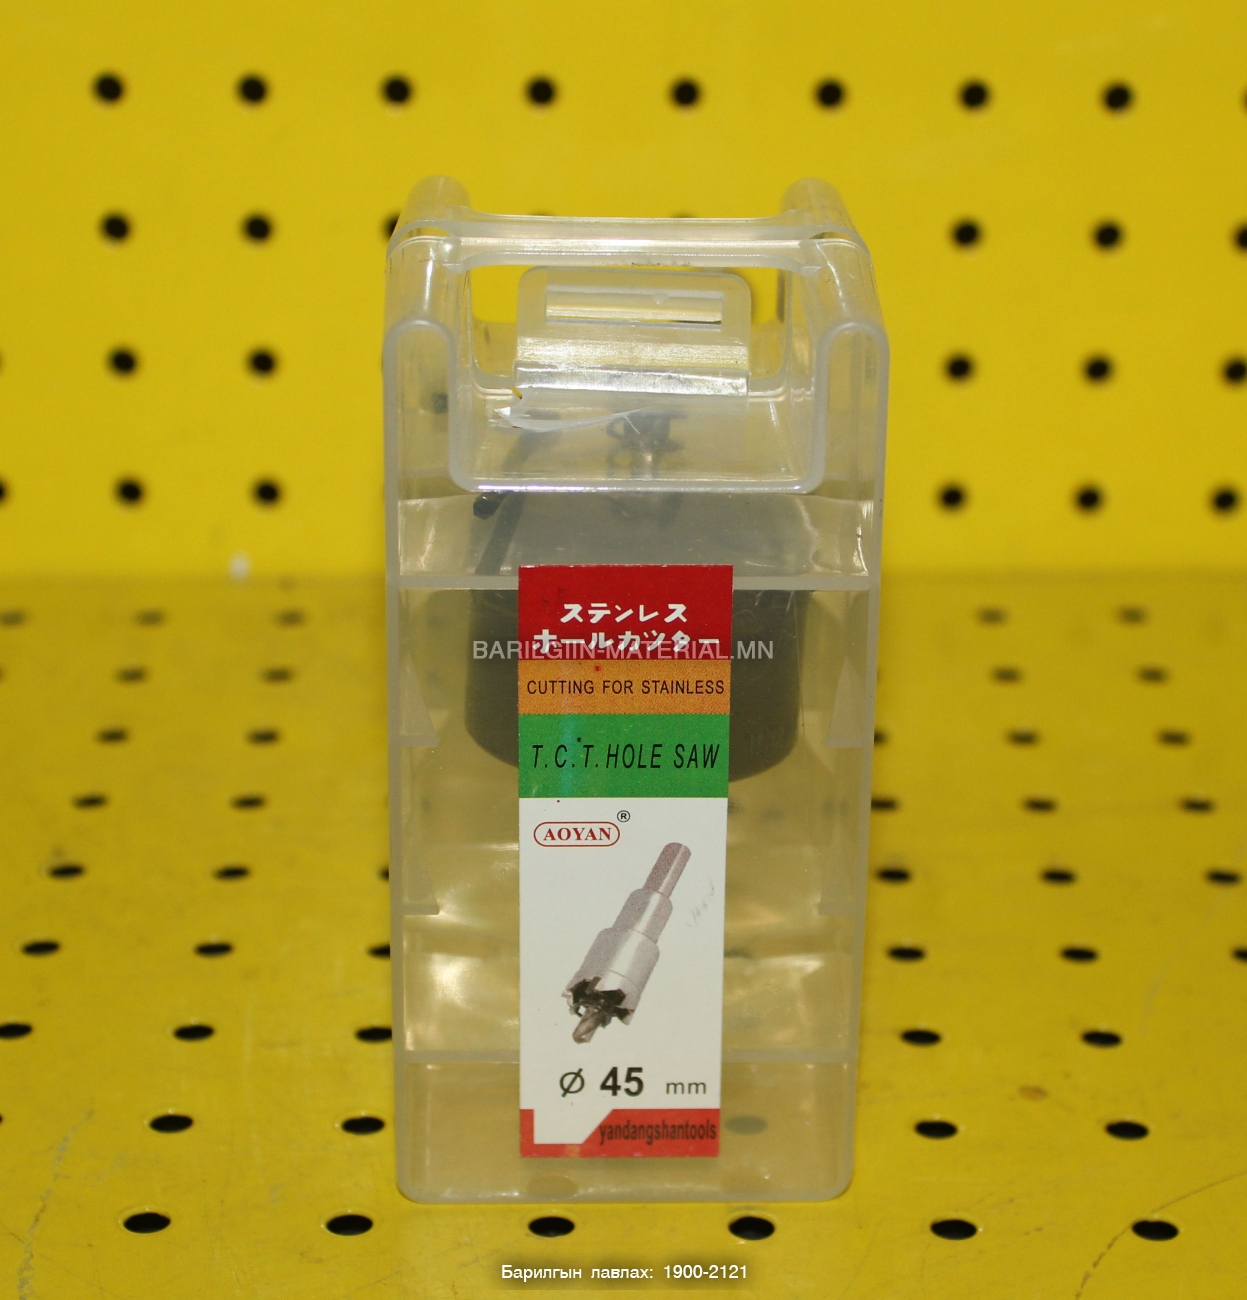 ステンレス
ホールカッター
BARILGIIN-MATERIAL.MN
CUTTING FOR STAINLESS
T.C.T. HOLE SAW
AOYAN ®
Ø 45 mm
yandangshantools
Барилгын лавлах: 1900-2121